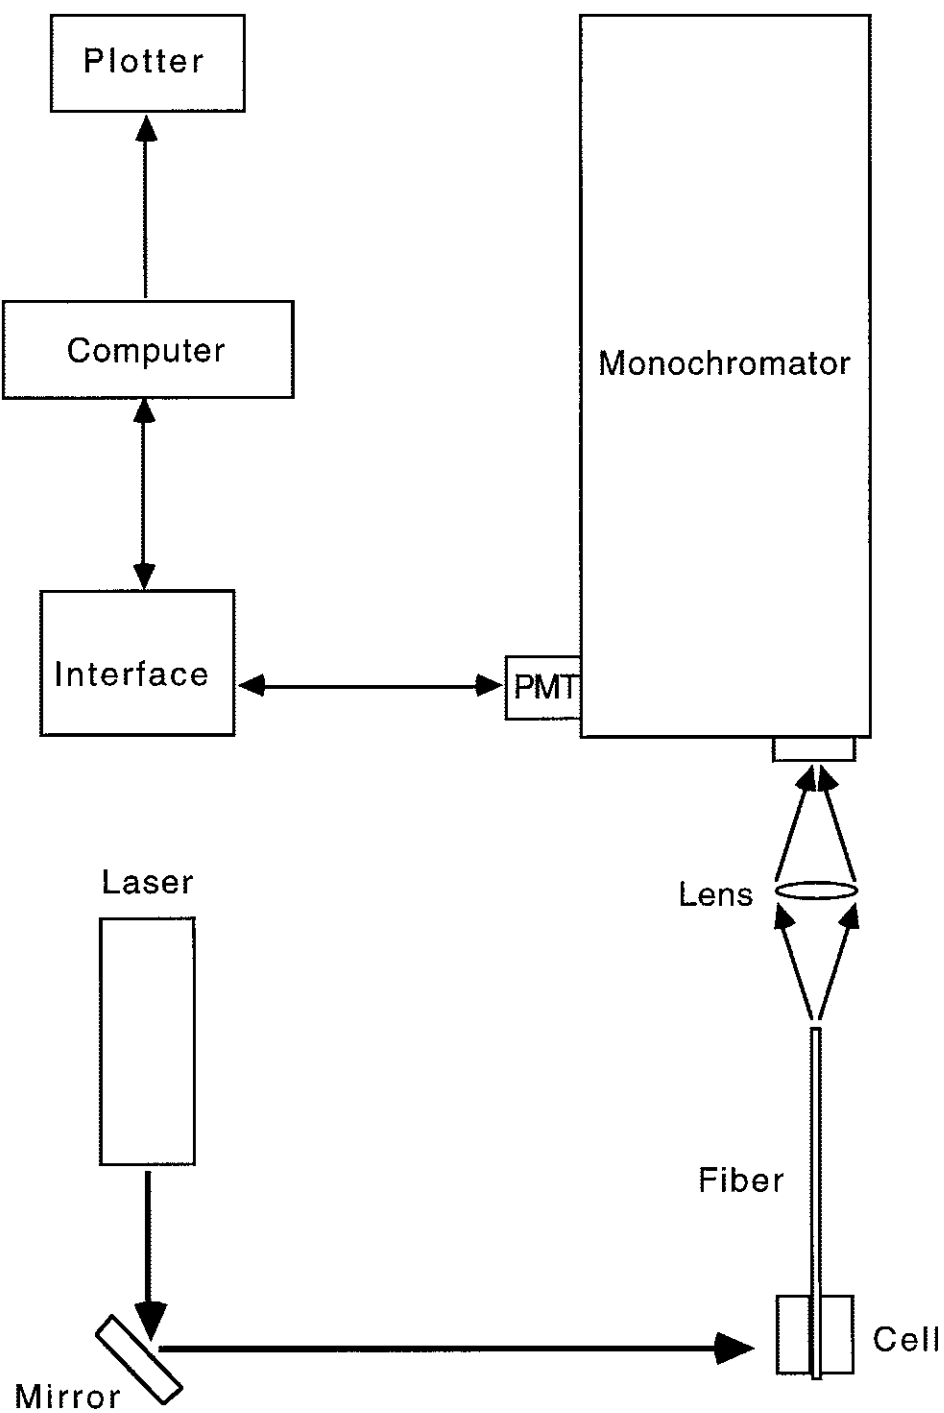 Plotter
Computer
Monochromator
Interface
PMT
Laser
Lens
Fiber
Cell
Mirror